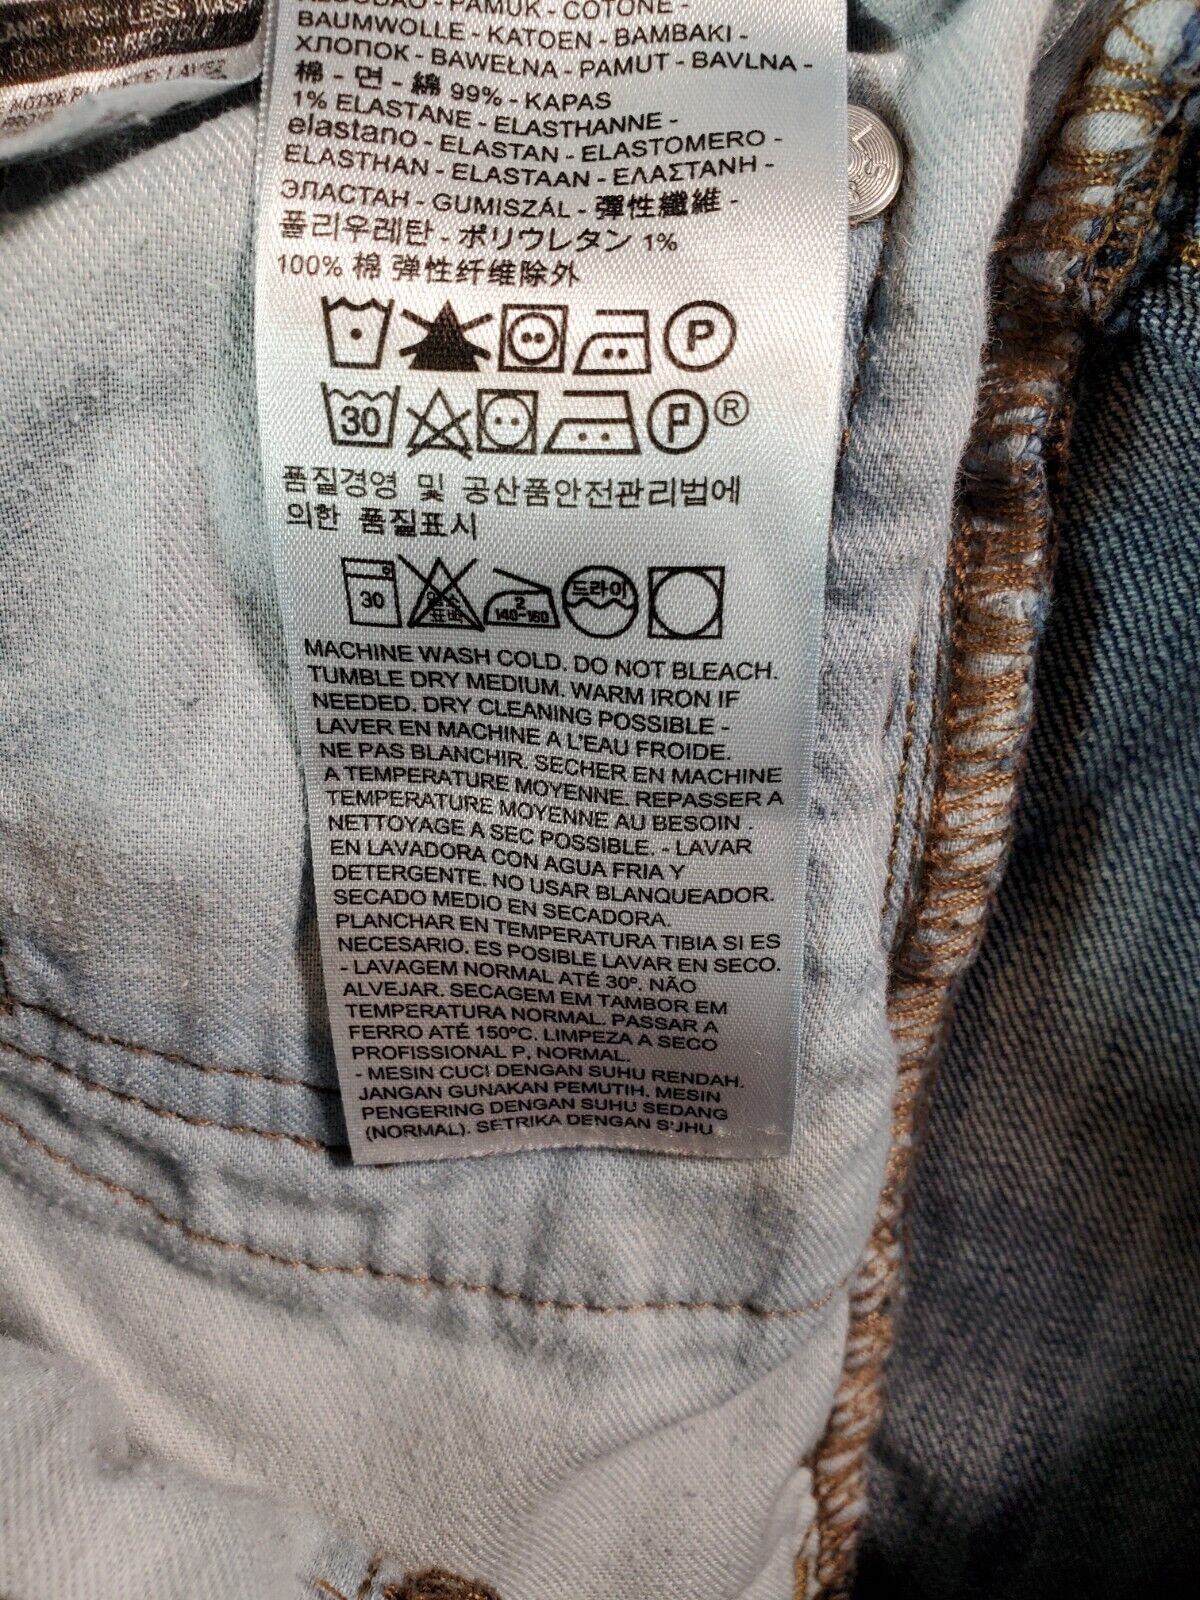 WASH LESS, WASH
OR RECYCLE
PAMUK - COTONE -
BAUMWOLLE - KATOEN - BAMBAKI -
ХЛОПОК - BAWEŁNA - PAMUT - BAVLNA -
棉 - 면 - 綿 99% - KAPAS
1% ELASTANE - ELASTHANNE -
elastano - ELASTAN - ELASTOMERO -
ELASTHAN - ELASTAAN - ΕΛΑΣΤΑΝΗ -
ЭЛАСТАН - GUMISZÁL - 彈性纖維 -
폴리우레탄 - ポリウレタン 1%
100% 棉 弹性纤维除外
P
30 P ®
품질경영 및 공산품안전관리법에
의한 품질표시
30 2 140~160 드라이
MACHINE WASH COLD. DO NOT BLEACH.
TUMBLE DRY MEDIUM. WARM IRON IF
NEEDED. DRY CLEANING POSSIBLE -
LAVER EN MACHINE A L'EAU FROIDE.
NE PAS BLANCHIR. SECHER EN MACHINE
A TEMPERATURE MOYENNE. REPASSER A
TEMPERATURE MOYENNE AU BESOIN .
NETTOYAGE A SEC POSSIBLE. - LAVAR
EN LAVADORA CON AGUA FRIA Y
DETERGENTE. NO USAR BLANQUEADOR.
SECADO MEDIO EN SECADORA.
PLANCHAR EN TEMPERATURA TIBIA SI ES
NECESARIO. ES POSIBLE LAVAR EN SECO.
- LAVAGEM NORMAL ATÉ 30º. NÃO
ALVEJAR. SECAGEM EM TAMBOR EM
TEMPERATURA NORMAL. PASSAR A
FERRO ATÉ 150ºC. LIMPEZA A SECO
PROFISSIONAL P, NORMAL.
- MESIN CUCI DENGAN SUHU RENDAH.
JANGAN GUNAKAN PEMUTIH. MESIN
PENGERING DENGAN SUHU SEDANG
(NORMAL). SETRIKA DENGAN SUHU